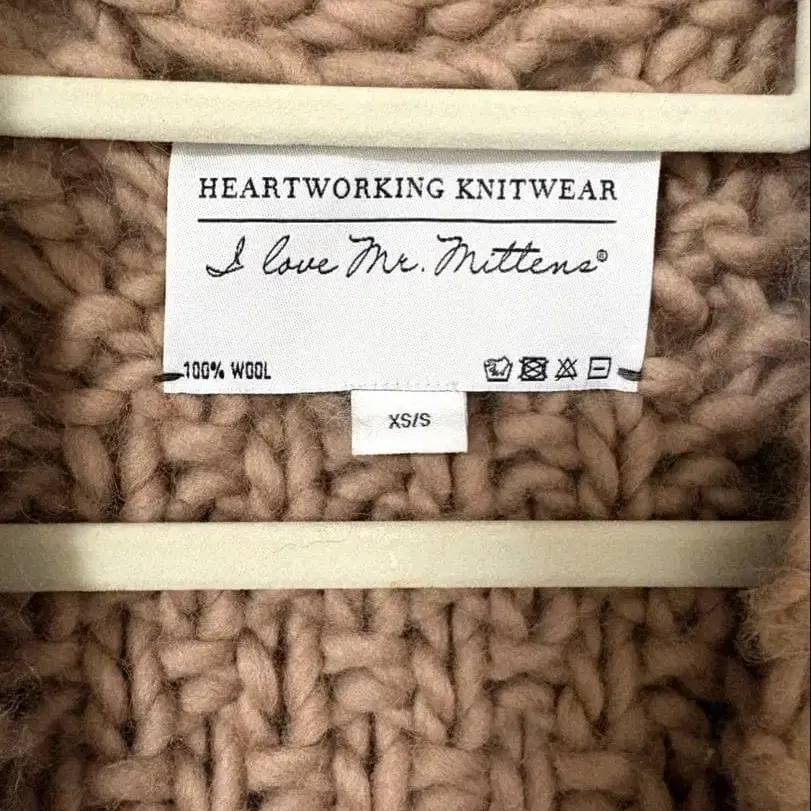 HEARTWORKING KNITWEAR
I love Mr. Mittens®
100% WOOL
XS/S